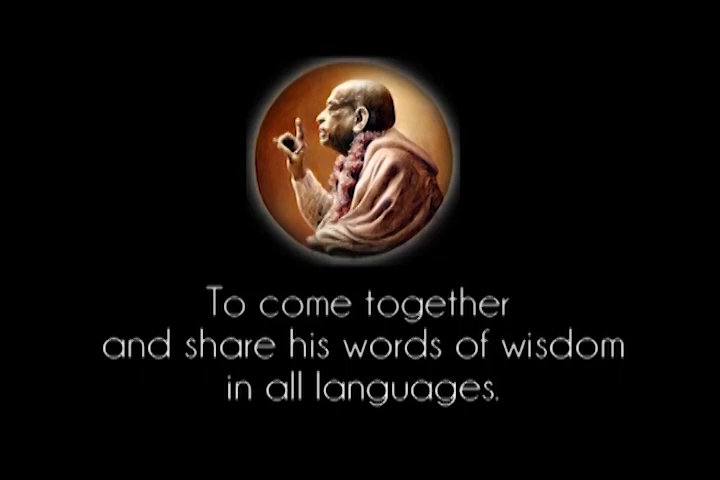 To come together
and share his words of wisdom
in all languages.